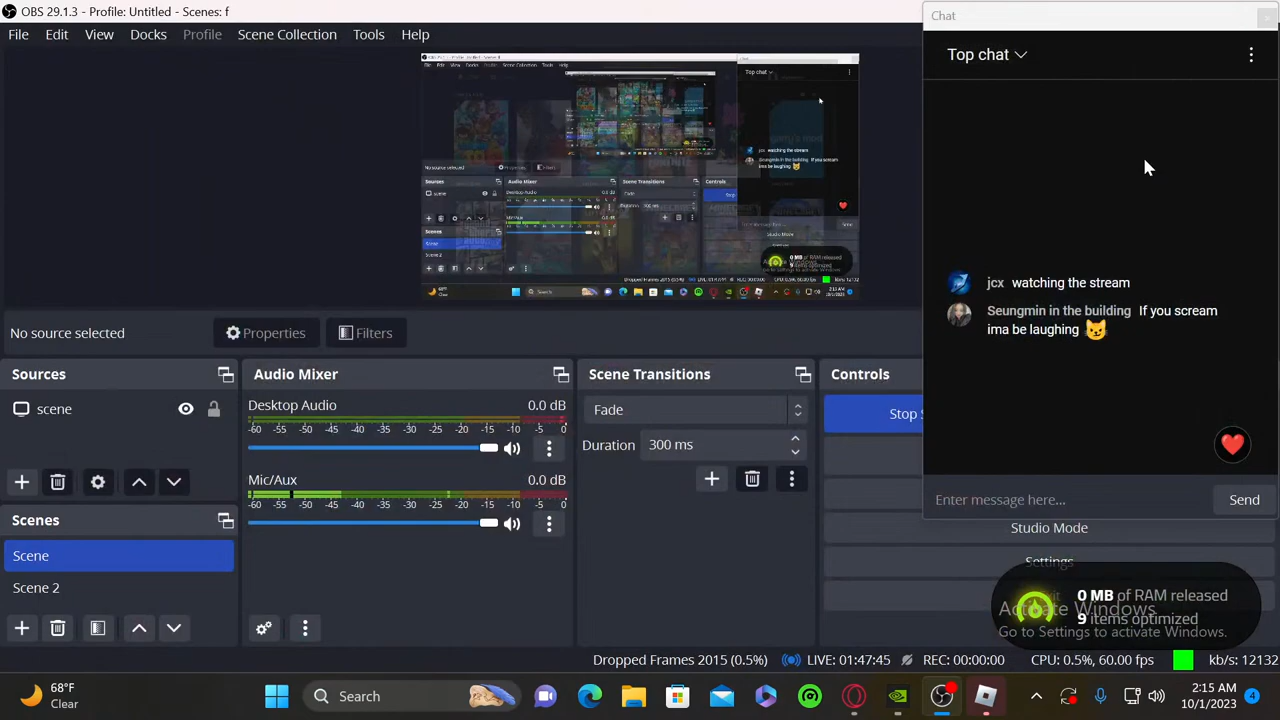 OBS 29.1.3 - Profile: Untitled - Scenes: f
File Edit View Docks Profile Scene Collection Tools Help
Chat
Top chat
jcx watching the stream
Seungmin in the building If you scream
ima be laughing 😼
Enter message here... Send
No source selected Properties Filters
Sources
scene
Scenes
Scene
Scene 2
Audio Mixer
Desktop Audio 0.0 dB
-60 -55 -50 -45 -40 -35 -30 -25 -20 -15 -10 -5 0
Mic/Aux 0.0 dB
-60 -55 -50 -45 -40 -35 -30 -25 -20 -15 -10 -5 0
Scene Transitions
Fade
Duration 300 ms
Controls
Stop S
Studio Mode
Settings
0 MB of RAM released
9 items optimized
Activate Windows
Go to Settings to activate Windows.
Dropped Frames 2015 (0.5%) LIVE: 01:47:45 REC: 00:00:00 CPU: 0.5%, 60.00 fps kb/s: 12132
68°F
Search
2:15 AM
10/1/2023
4